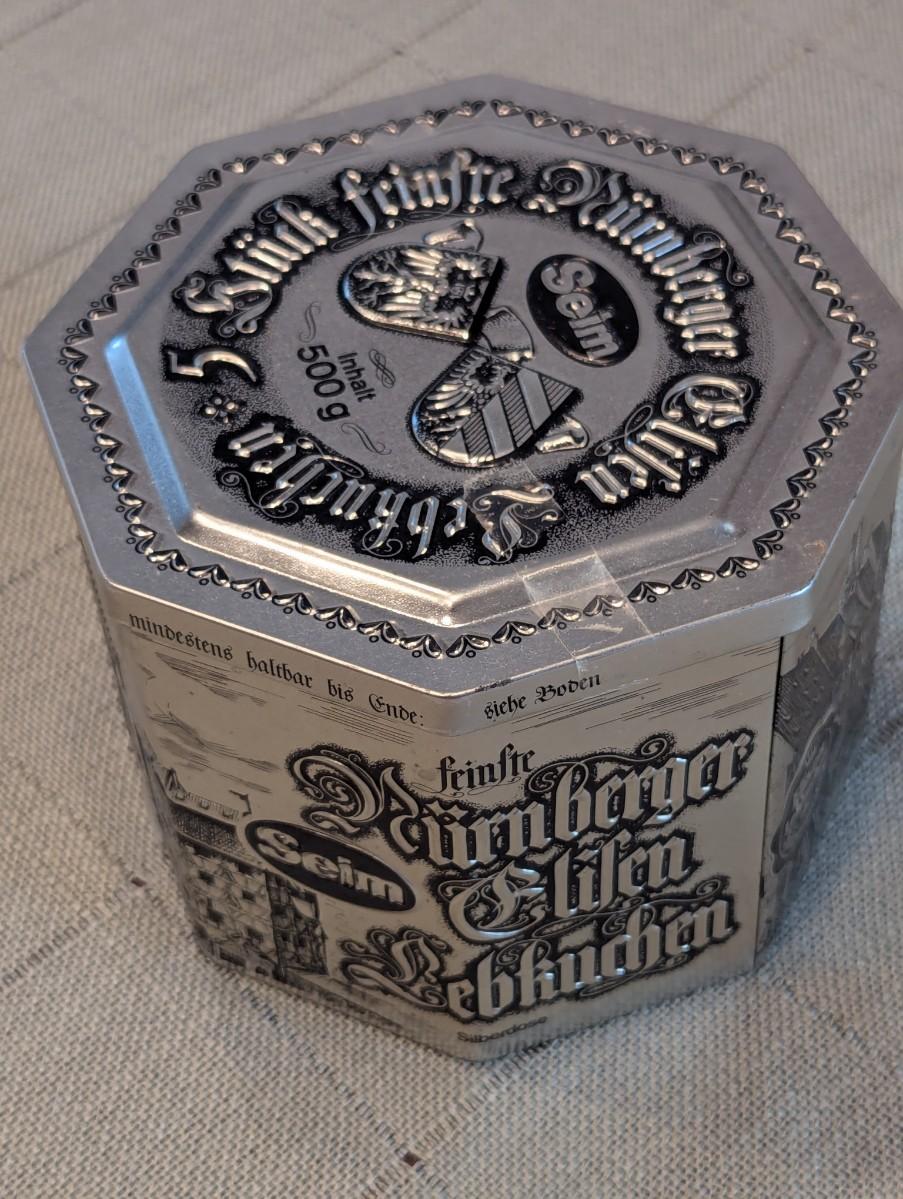 5 Stück feinste Nürnberger Elisen Lebkuchen
Seim
Inhalt
500 g
mindestens haltbar bis Ende: siehe Boden
feinste
Nürnberger
Elisen
Lebkuchen
Seim
Silberdose